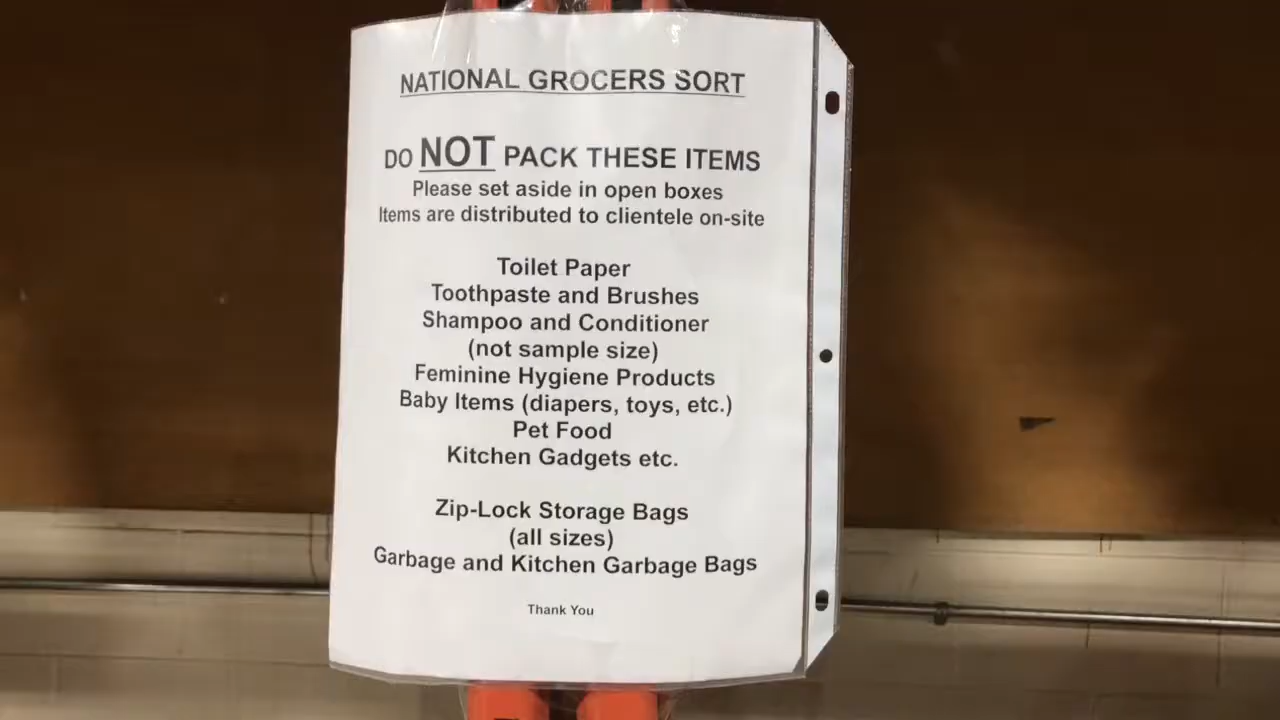 NATIONAL GROCERS SORT
DO NOT PACK THESE ITEMS
Please set aside in open boxes
Items are distributed to clientele on-site
Toilet Paper
Toothpaste and Brushes
Shampoo and Conditioner
(not sample size)
Feminine Hygiene Products
Baby Items (diapers, toys, etc.)
Pet Food
Kitchen Gadgets etc.
Zip-Lock Storage Bags
(all sizes)
Garbage and Kitchen Garbage Bags
Thank You